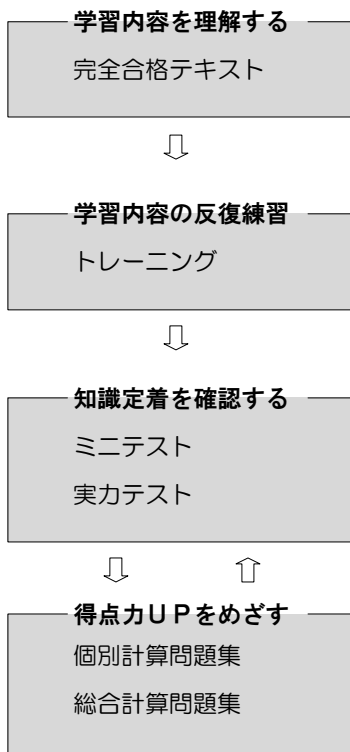 学習内容を理解する
完全合格テキスト
学習内容の反復練習
トレーニング
知識定着を確認する
ミニテスト
実力テスト
得点力ＵＰをめざす
個別計算問題集
総合計算問題集